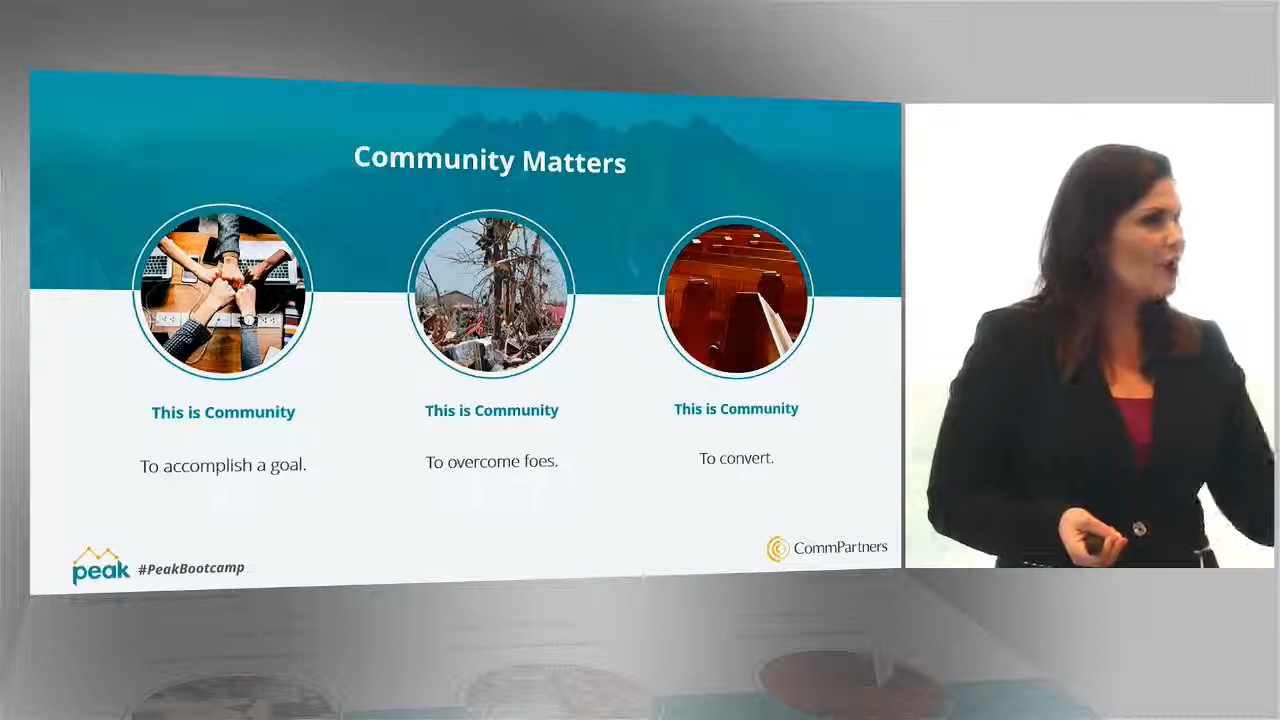 Community Matters
This is Community
To accomplish a goal.
This is Community
To overcome foes.
This is Community
To convert.
peak #PeakBootcamp
CommPartners